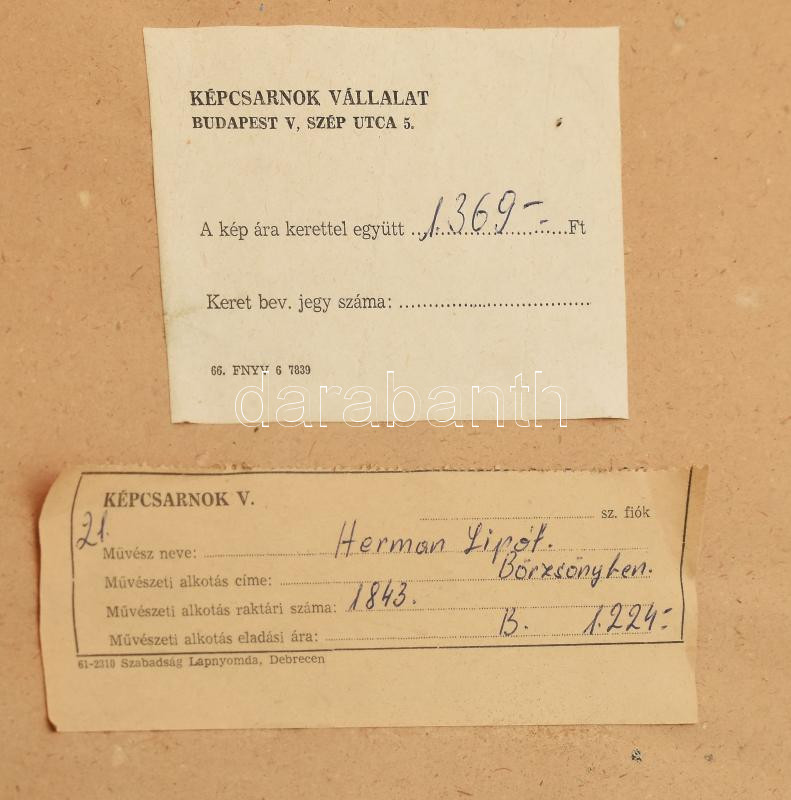 KÉPCSARNOK VÁLLALAT
BUDAPEST V, SZÉP UTCA 5.
A kép ára kerettel együtt 1.369.- Ft
Keret bev. jegy száma:
66. FNYV 6 7839
darabanth
KÉPCSARNOK V.
21.
sz. fiók
Művész neve: Herman Lipót.
Művészeti alkotás címe: Börzsönyben.
Művészeti alkotás raktári száma: 1843.
Művészeti alkotás eladási ára: B. 1.224.-
61-2310 Szabadság Lapnyomda, Debrecen